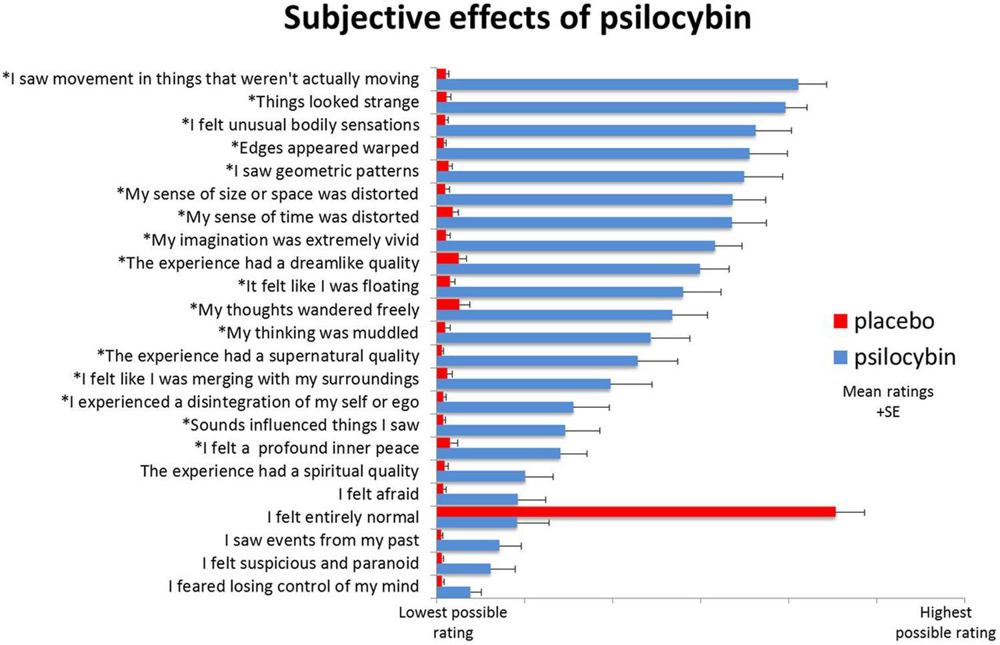 Subjective effects of psilocybin
*I saw movement in things that weren't actually moving
*Things looked strange
*I felt unusual bodily sensations
*Edges appeared warped
*I saw geometric patterns
*My sense of size or space was distorted
*My sense of time was distorted
*My imagination was extremely vivid
*The experience had a dreamlike quality
*It felt like I was floating
*My thoughts wandered freely
*My thinking was muddled
*The experience had a supernatural quality
*I felt like I was merging with my surroundings
*I experienced a disintegration of my self or ego
*Sounds influenced things I saw
*I felt a  profound inner peace
The experience had a spiritual quality
I felt afraid
I felt entirely normal
I saw events from my past
I felt suspicious and paranoid
I feared losing control of my mind
placebo
psilocybin
Mean ratings
+SE
Lowest possible
rating
Highest
possible rating